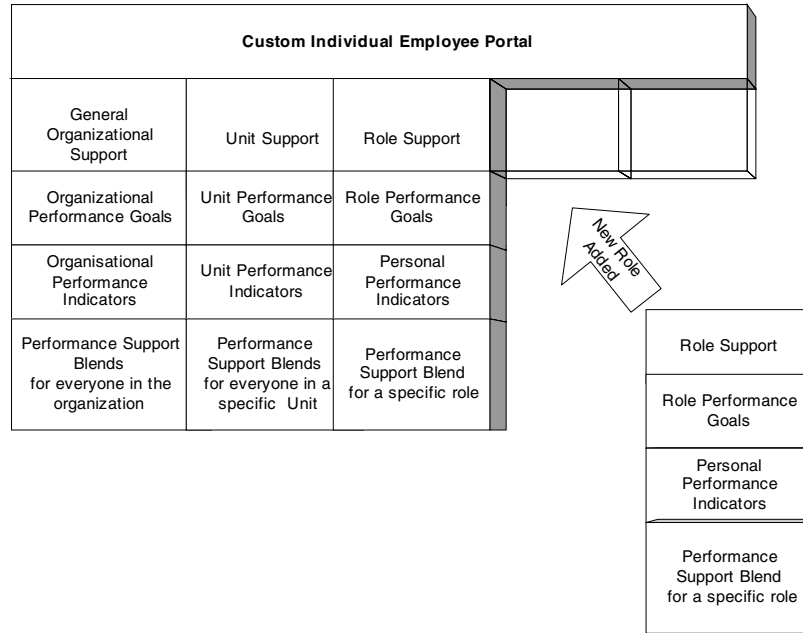 Custom Individual Employee Portal
General
Organizational
Support
Unit Support
Role Support
Organizational
Performance Goals
Unit Performance
Goals
Role Performance
Goals
Organisational
Performance
Indicators
Unit Performance
Indicators
Personal
Performance
Indicators
Performance Support
Blends
for everyone in the
organization
Performance
Support Blends
for everyone in a
specific Unit
Performance
Support Blend
for a specific role
New Role
Added
Role Support
Role Performance
Goals
Personal
Performance
Indicators
Performance
Support Blend
for a specific role